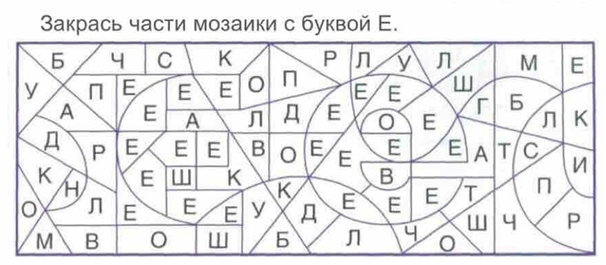 Закрась части мозаики с буквой Е.
Б Ч С К Р Л У Л М Е
У П Е Е Е О П Е Е Ш
А Е А Л Д Е О Е Г Б Л К
Д Р Е Е Е В О Е Е Е А Т С
К Н Е Ш К К В П И
О Л Е Е Е У Д Е Е Е Т
М В О Ш Б Л Ч О Ш Ч Р